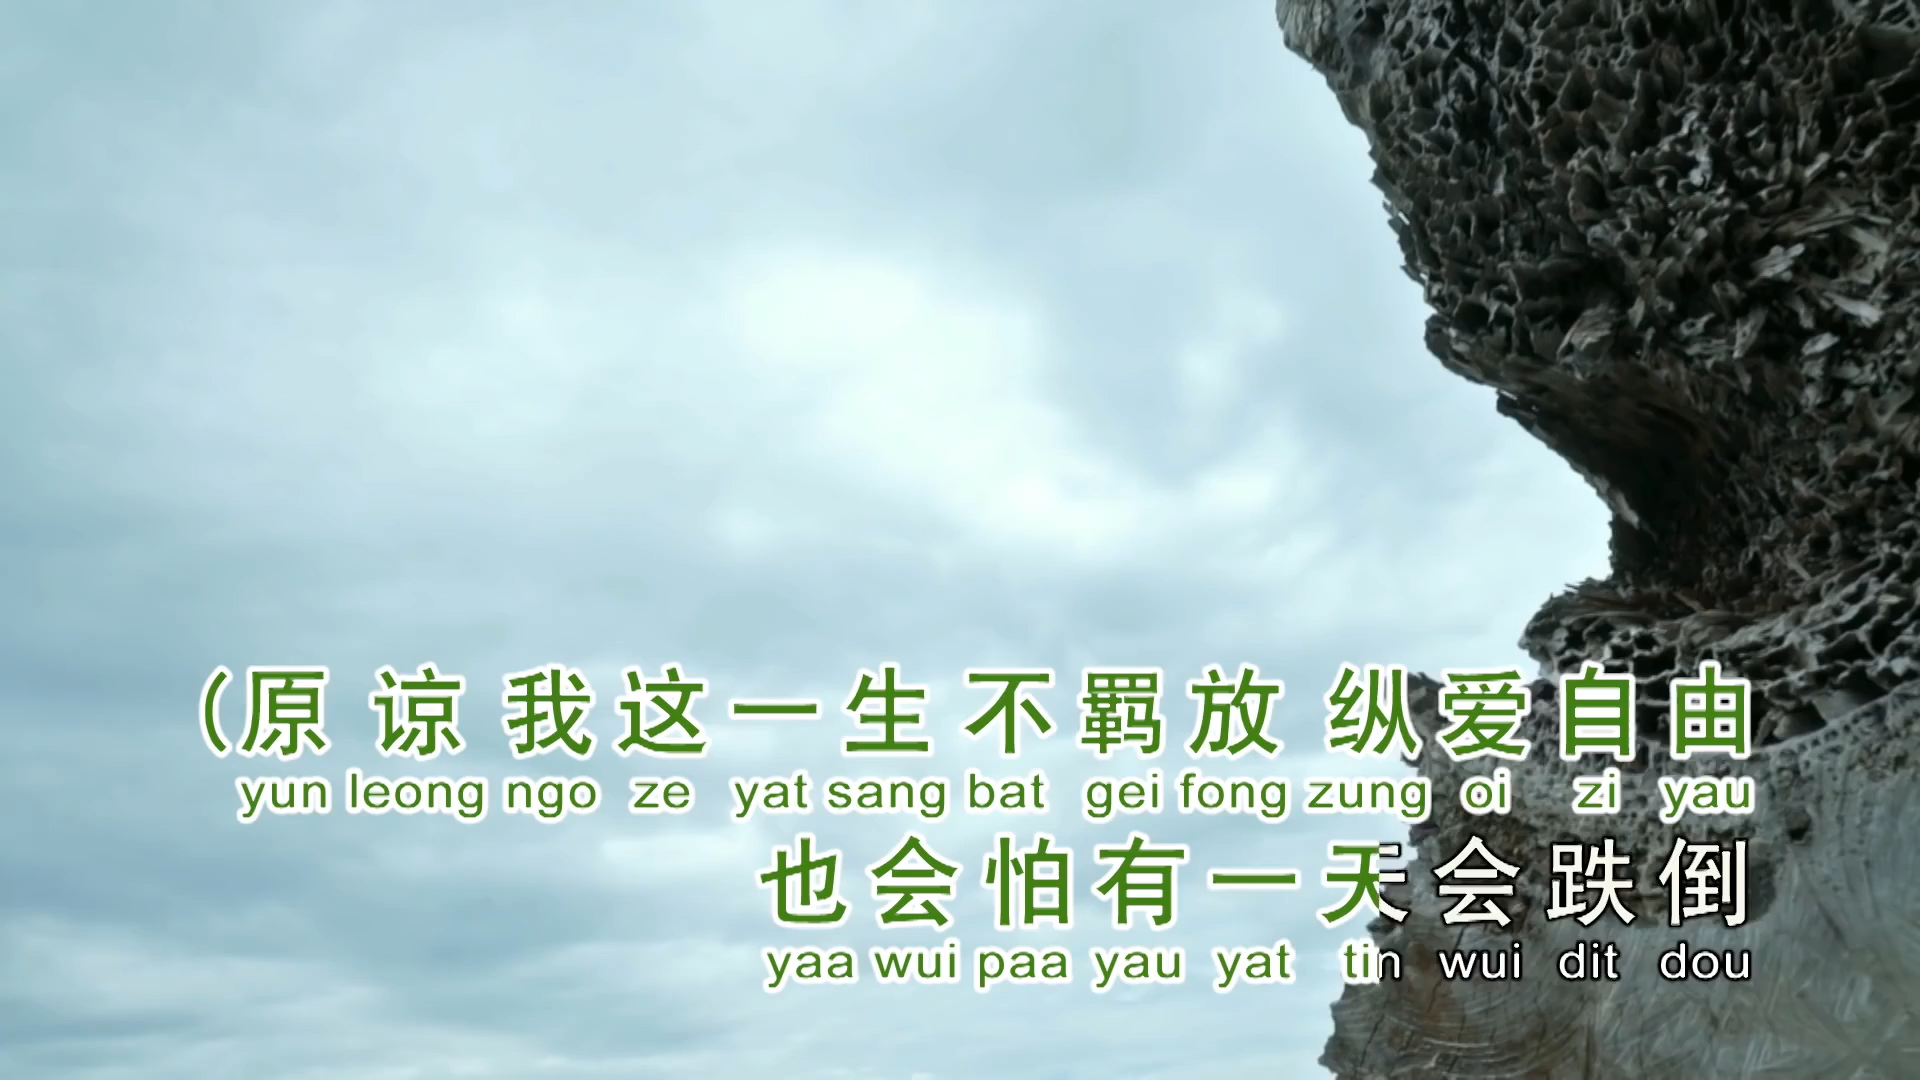 (原谅我这一生不羁放纵爱自由
yun leong ngo ze yat sang bat gei fong zung oi zi yau
也会怕有一天会跌倒
yaa wui paa yau yat tin wui dit dou